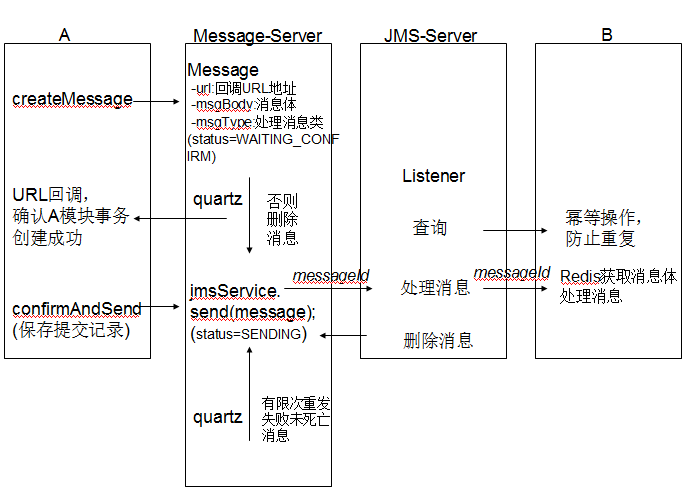 A
Message-Server
JMS-Server
B
createMessage
Message
-url:回调URL地址
-msgBody:消息体
-msgType:处理消息类
(status=WAITING_CONF
IRM)
URL回调，
确认A模块事务
创建成功
quartz
否则
删除
消息
Listener
查询
幂等操作，
防止重复
confirmAndSend
(保存提交记录)
jmsService.
send(message);
(status=SENDING)
messageId
处理消息
messageId
Redis获取消息体
处理消息
删除消息
quartz
有限次重发
失败未死亡
消息